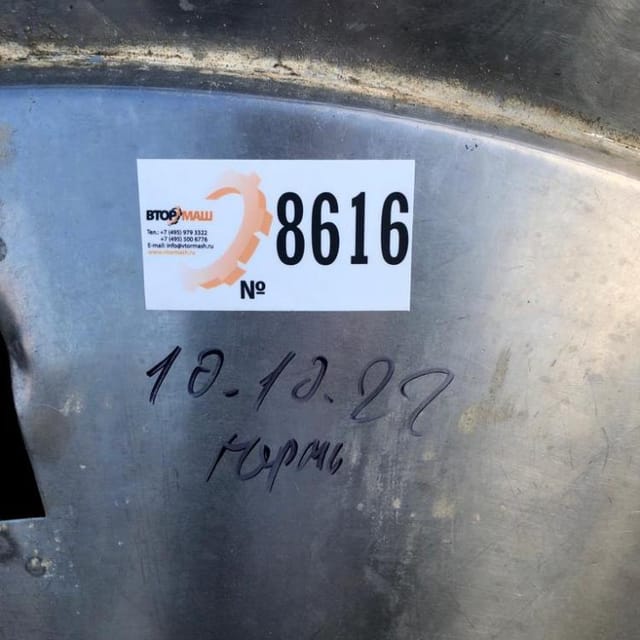 ВТОРМАШ
Тел.: +7 (495) 979 3322
+7 (495) 500 6776
E-mail: info@vtormash.ru
www.vtormash.ru
№ 8616
10.10.22